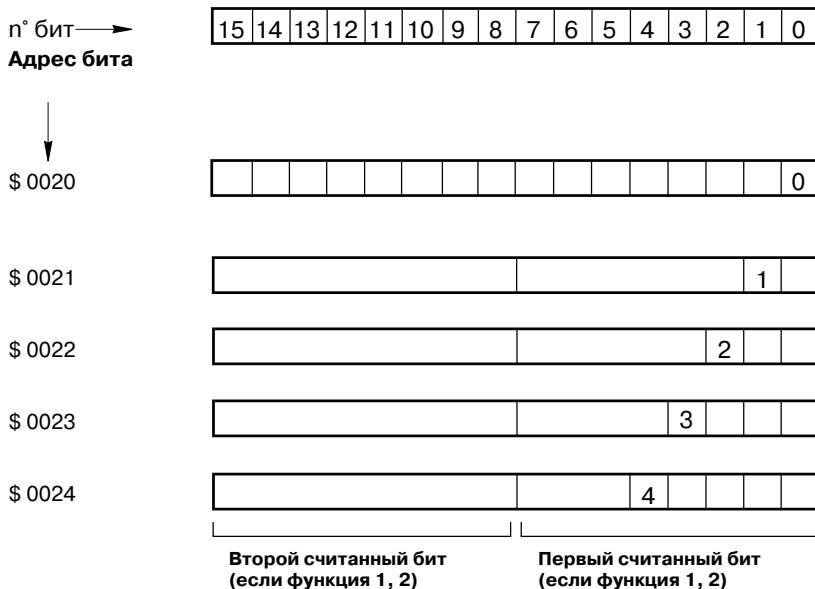 n° бит 15 14 13 12 11 10 9 8 7 6 5 4 3 2 1 0
Адрес бита
$ 0020 0
$ 0021 1
$ 0022 2
$ 0023 3
$ 0024 4
Второй считанный бит Первый считанный бит
(если функция 1, 2) (если функция 1, 2)